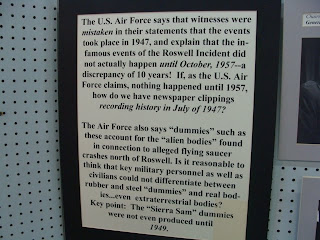 The U.S. Air Force says that witnesses were
mistaken in their statements that the events
took place in 1947, and explain that the in-
famous events of the Roswell Incident did
not actually happen until October, 1957--a
discrepancy of 10 years! If, as the U.S. Air
Force claims, nothing happened until 1957,
how do we have newspaper clippings
recording history in July of 1947?
The Air Force also says “dummies” such as
these account for the “alien bodies” found
in connection to alleged flying saucer
crashes north of Roswell. Is it reasonable to
think that key military personnel as well as
civilians could not differentiate between
rubber and steel “dummies” and real bod-
ies...even extraterrestrial bodies?
Key point: The “Sierra Sam” dummies
were not even produced until
1949.